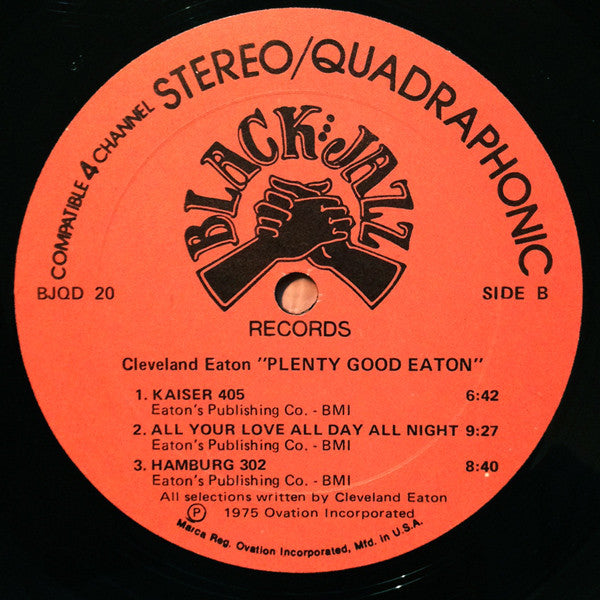 COMPATIBLE 4 CHANNEL STEREO/QUADRAPHONIC
BLACK JAZZ
BJQD 20
SIDE B
RECORDS
Cleveland Eaton "PLENTY GOOD EATON"
1. KAISER 405 6:42
Eaton's Publishing Co. - BMI
2. ALL YOUR LOVE ALL DAY ALL NIGHT 9:27
Eaton's Publishing Co. - BMI
3. HAMBURG 302 8:40
Eaton's Publishing Co. - BMI
All selections written by Cleveland Eaton
Ⓟ 1975 Ovation Incorporated
Marca Reg. Ovation Incorporated, Mfd. in U.S.A.